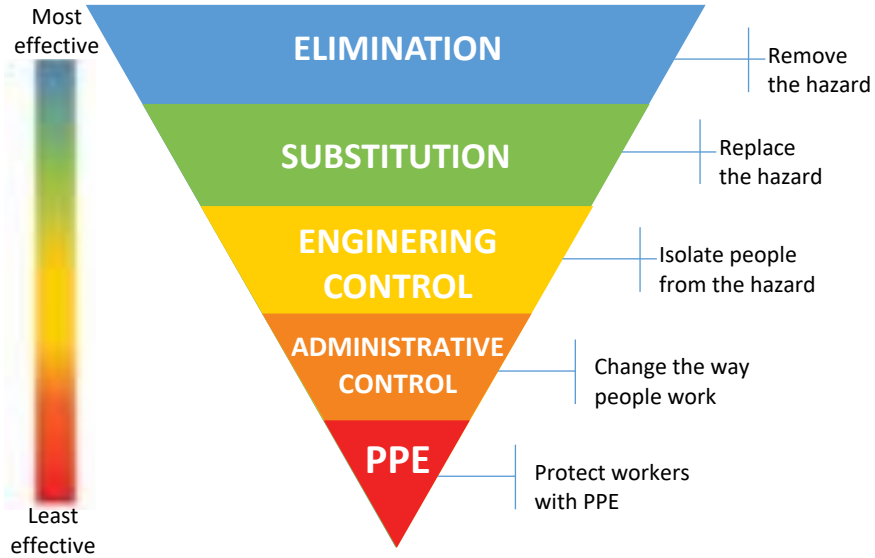 Most
effective
ELIMINATION
Remove
the hazard
SUBSTITUTION
Replace
the hazard
ENGINERING
CONTROL
Isolate people
from the hazard
ADMINISTRATIVE
CONTROL
Change the way
people work
PPE
Protect workers
with PPE
Least
effective